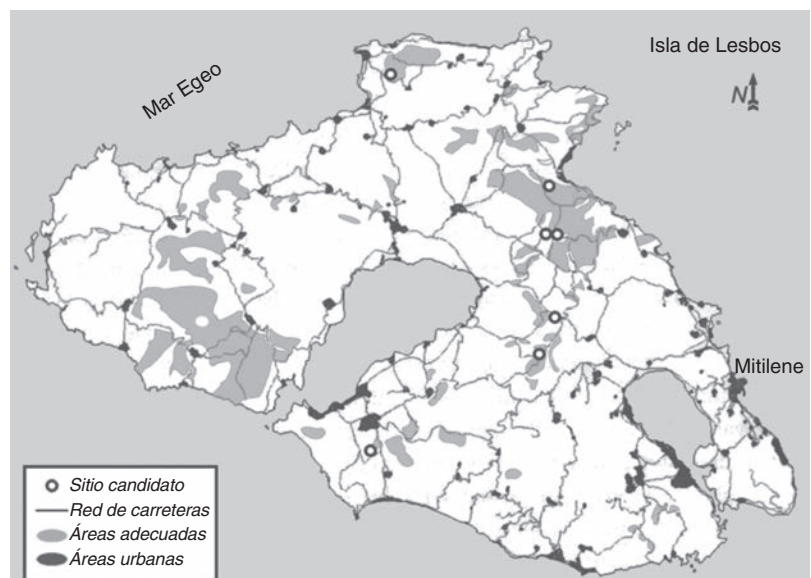 Isla de Lesbos
Mar Egeo
N
Mitilene
Sitio candidato
Red de carreteras
Áreas adecuadas
Áreas urbanas